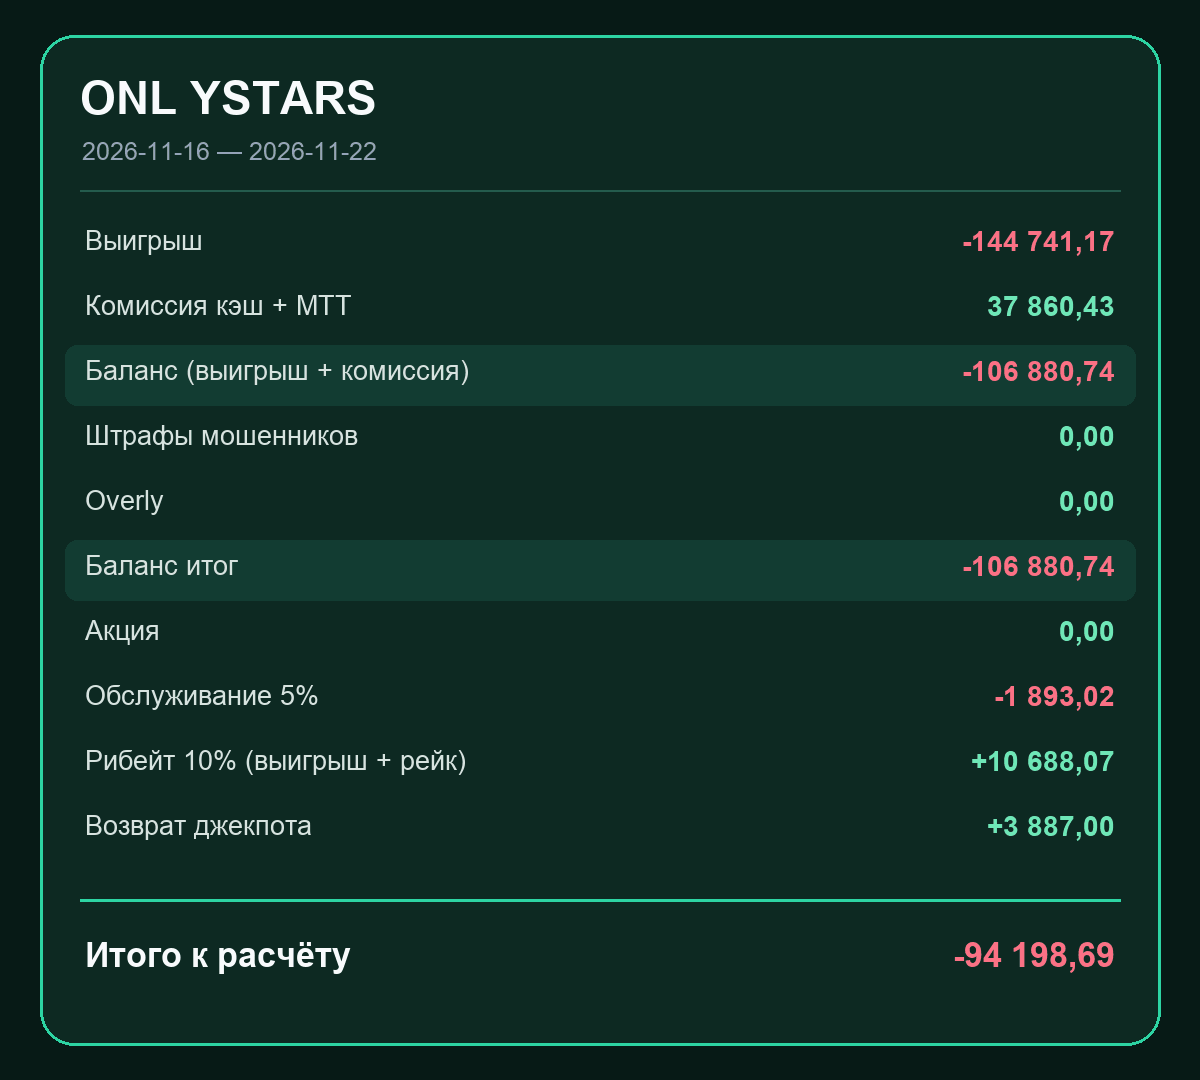 ONL YSTARS
2026-11-16 — 2026-11-22
Выигрыш -144 741,17
Комиссия кэш + МТТ 37 860,43
Баланс (выигрыш + комиссия) -106 880,74
Штрафы мошенников 0,00
Overly 0,00
Баланс итог -106 880,74
Акция 0,00
Обслуживание 5% -1 893,02
Рибейт 10% (выигрыш + рейк) +10 688,07
Возврат джекпота +3 887,00
Итого к расчёту -94 198,69